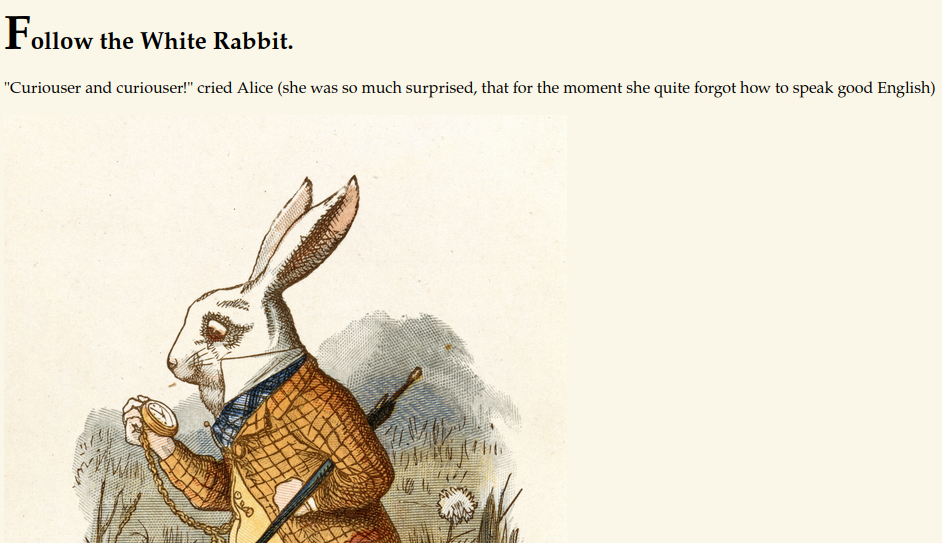 Follow the White Rabbit.
"Curiouser and curiouser!" cried Alice (she was so much surprised, that for the moment she quite forgot how to speak good English)